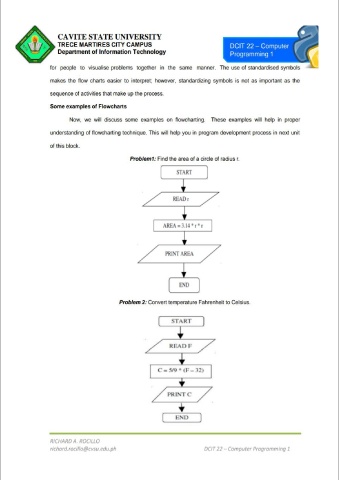 CAVITE STATE UNIVERSITY
TRECE MARTIRES CITY CAMPUS
Department of Information Technology
DCIT 22 – Computer
Programming 1
for people to visualise problems together in the same manner. The use of standardised symbols
makes the flow charts easier to interpret; however, standardizing symbols is not as important as the
sequence of activities that make up the process.
Some examples of Flowcharts
Now, we will discuss some examples on flowcharting. These examples will help in proper
understanding of flowcharting technique. This will help you in program development process in next unit
of this block.
Problem1: Find the area of a circle of radius r.
START
READ r
AREA = 3.14 * r * r
PRINT AREA
END
Problem 2: Convert temperature Fahrenheit to Celsius.
START
READ F
C = 5/9 * (F – 32)
PRINT C
END
RICHARD A. ROCILLO
richard.rocillo@cvsu.edu.ph
DCIT 22 – Computer Programming 1